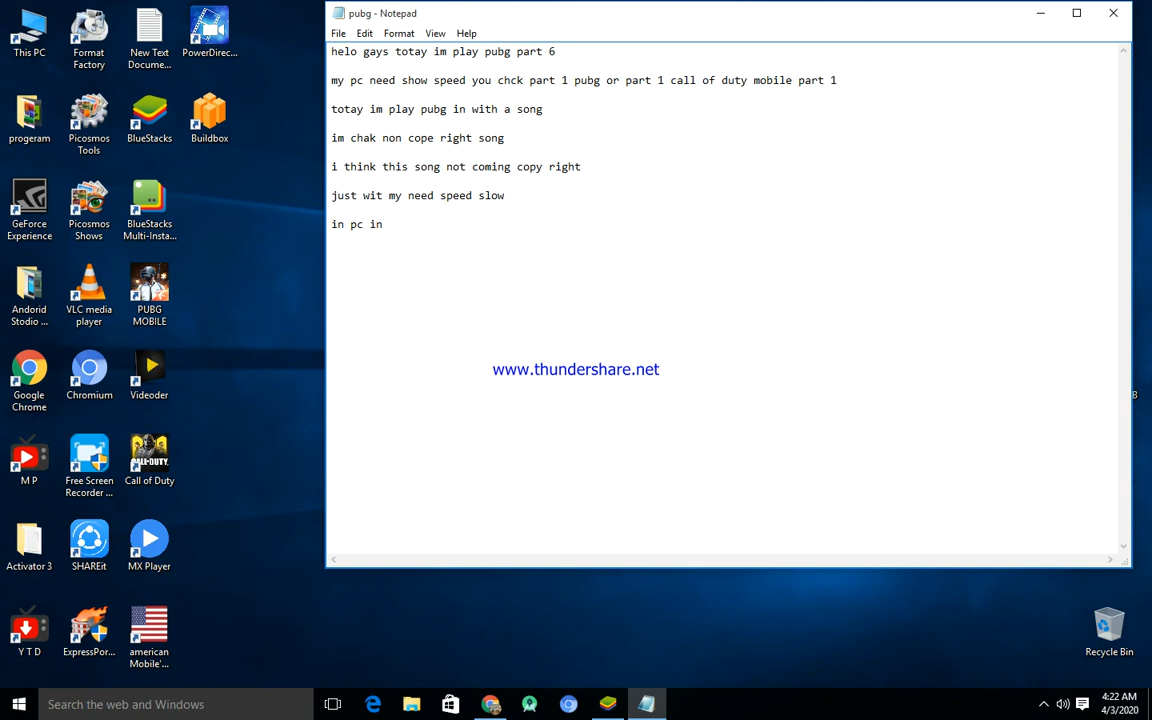 pubg - Notepad
File Edit Format View Help
helo gays totay im play pubg part 6
my pc need show speed you chck part 1 pubg or part 1 call of duty mobile part 1
totay im play pubg in with a song
im chak non cope right song
i think this song not coming copy right
just wit my need speed slow
in pc in
www.thundershare.net
This PC
Format Factory
New Text Docume...
PowerDirec...
progeram
Picosmos Tools
BlueStacks
Buildbox
GeForce Experience
Picosmos Shows
BlueStacks Multi-Insta...
Andorid Studio ...
VLC media player
PUBG MOBILE
Google Chrome
Chromium
Videoder
M P
Free Screen Recorder ...
Call of Duty
CALL OF DUTY
Activator 3
SHAREit
MX Player
Y T D
ExpressPor...
american Mobile'...
B
Recycle Bin
Search the web and Windows
4:22 AM
4/3/2020